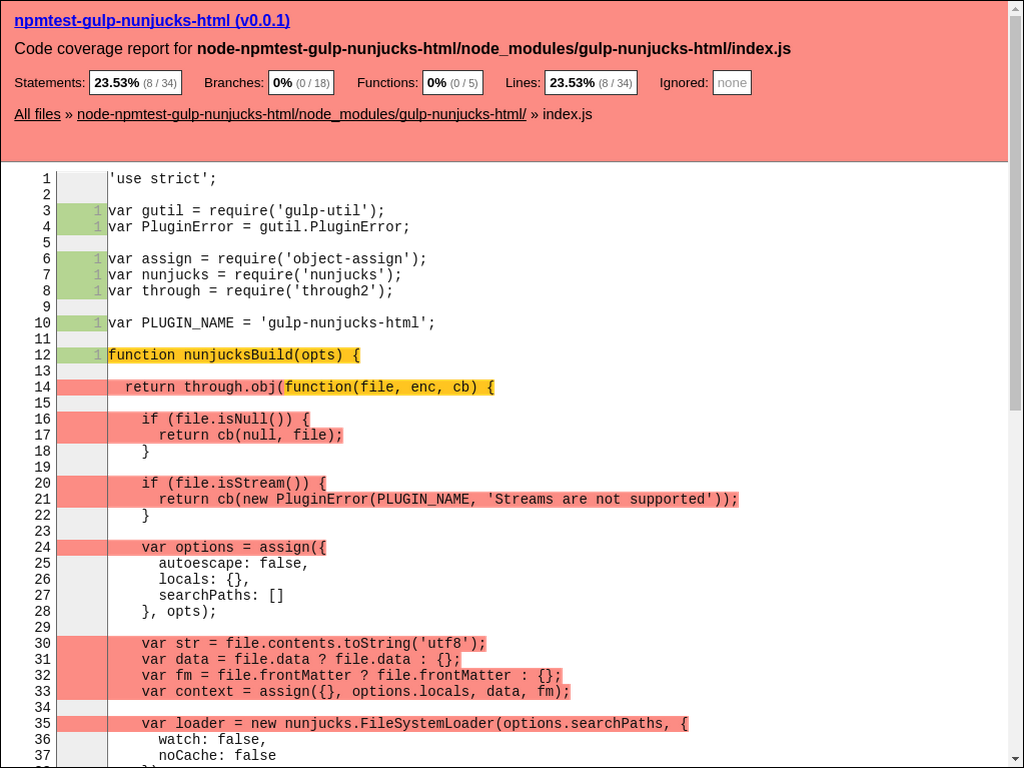 npmtest-gulp-nunjucks-html (v0.0.1)
Code coverage report for node-npmtest-gulp-nunjucks-html/node_modules/gulp-nunjucks-html/index.js
Statements: 23.53% (8 / 34) Branches: 0% (0 / 18) Functions: 0% (0 / 5) Lines: 23.53% (8 / 34) Ignored: none
All files » node-npmtest-gulp-nunjucks-html/node_modules/gulp-nunjucks-html/ » index.js
1 'use strict';
2
3 1 var gutil = require('gulp-util');
4 1 var PluginError = gutil.PluginError;
5
6 1 var assign = require('object-assign');
7 1 var nunjucks = require('nunjucks');
8 1 var through = require('through2');
9
10 1 var PLUGIN_NAME = 'gulp-nunjucks-html';
11
12 1 function nunjucksBuild(opts) {
13
14 return through.obj(function(file, enc, cb) {
15
16 if (file.isNull()) {
17 return cb(null, file);
18 }
19
20 if (file.isStream()) {
21 return cb(new PluginError(PLUGIN_NAME, 'Streams are not supported'));
22 }
23
24 var options = assign({
25 autoescape: false,
26 locals: {},
27 searchPaths: []
28 }, opts);
29
30 var str = file.contents.toString('utf8');
31 var data = file.data ? file.data : {};
32 var fm = file.frontMatter ? file.frontMatter : {};
33 var context = assign({}, options.locals, data, fm);
34
35 var loader = new nunjucks.FileSystemLoader(options.searchPaths, {
36 watch: false,
37 noCache: false